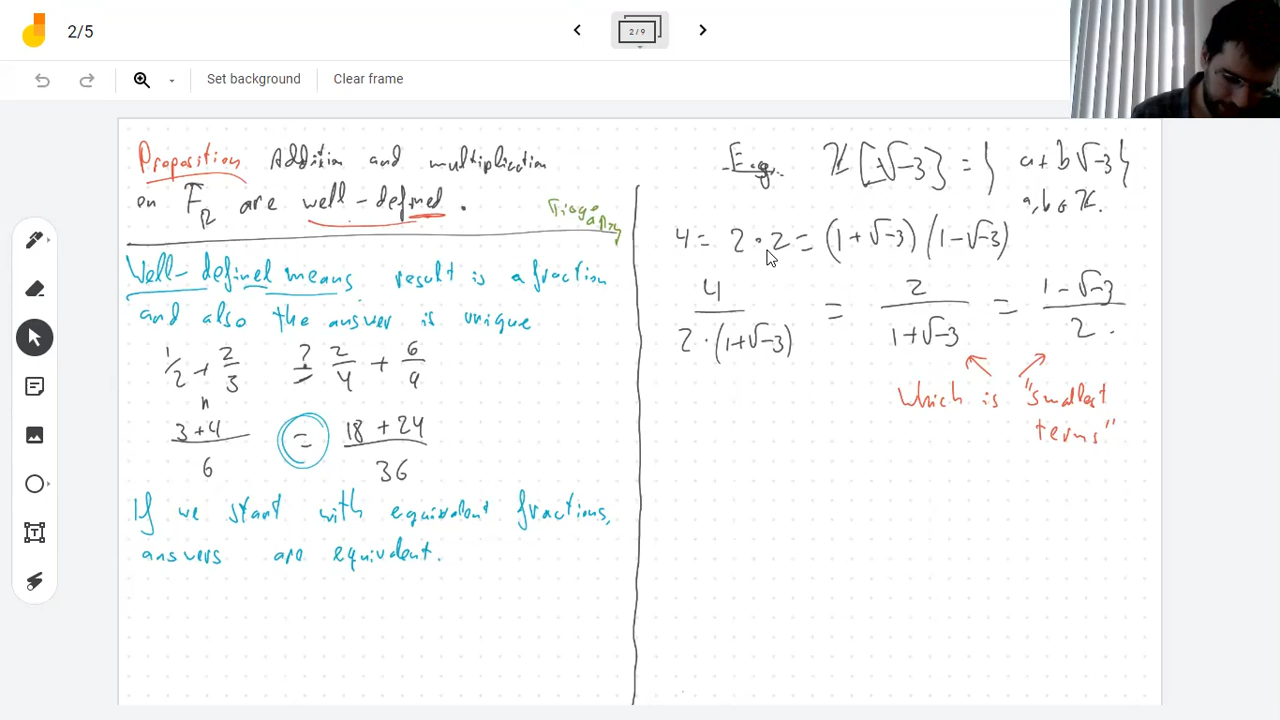 2/5
2 / 9
Set background
Clear frame
Proposition Addition and multiplication
on F_R are well-defined.
Well-defined means result is a fraction
and also the answer is unique
1/2 + 2/3 ?= 2/4 + 6/9
(3+4)/6 = (18+24)/36
If we start with equivalent fractions,
answers are equivalent.
E.g. ℤ[√-3] = { a + b√-3 }
a, b ∈ ℤ.
4 = 2 · 2 = (1+√-3)(1-√-3)
4/(2·(1+√-3)) = 2/(1+√-3) = (1-√-3)/2.
which is "smallest
terms"